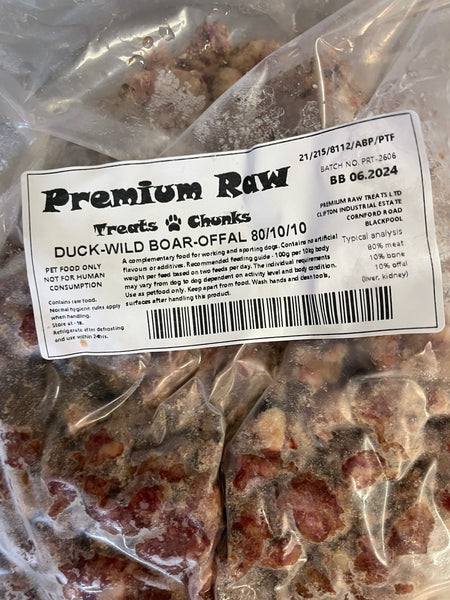 21/215/8112/ABP/PTF
BATCH NO. PRT-2606
BB 06.2024
Premium Raw
Treats Chunks
DUCK-WILD BOAR-OFFAL 80/10/10
PREMIUM RAW TREATS LTD
CLIFTON INDUSTRIAL ESTATE
CORNFORD ROAD
BLACKPOOL
PET FOOD ONLY
NOT FOR HUMAN
CONSUMPTION
Contains raw food.
Normal hygiene rules apply
when handling.
Store at - 18.
Refrigerate after defrosting
and use within 24hrs.
A complementary food for working and sporting dogs. Contains no artificial
flavours or additives. Recommended feeding guide - 100g per 10kg body
weight per feed based on two feeds per day. The individual requirements
may vary from dog to dog dependent on activity level and body condition.
Use as petfood only. Keep apart from food. Wash hands and clean tools,
surfaces after handling this product.
Typical analysis
80% meat
10% bone
10% offal
(liver, kidney)